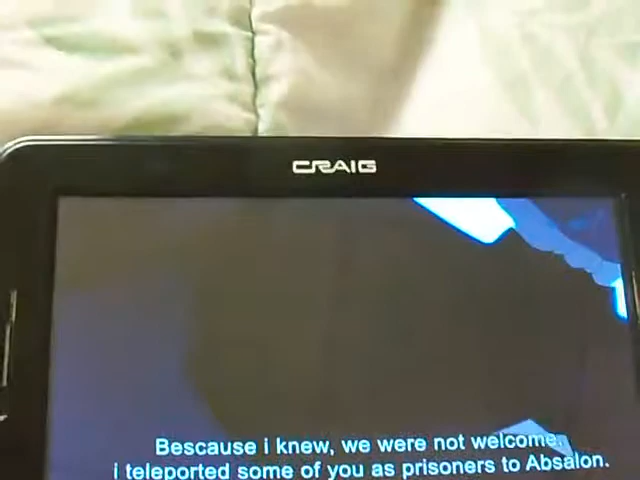 CRAIG
Bescause i knew, we were not welcome.
i teleported some of you as prisoners to Absalon.